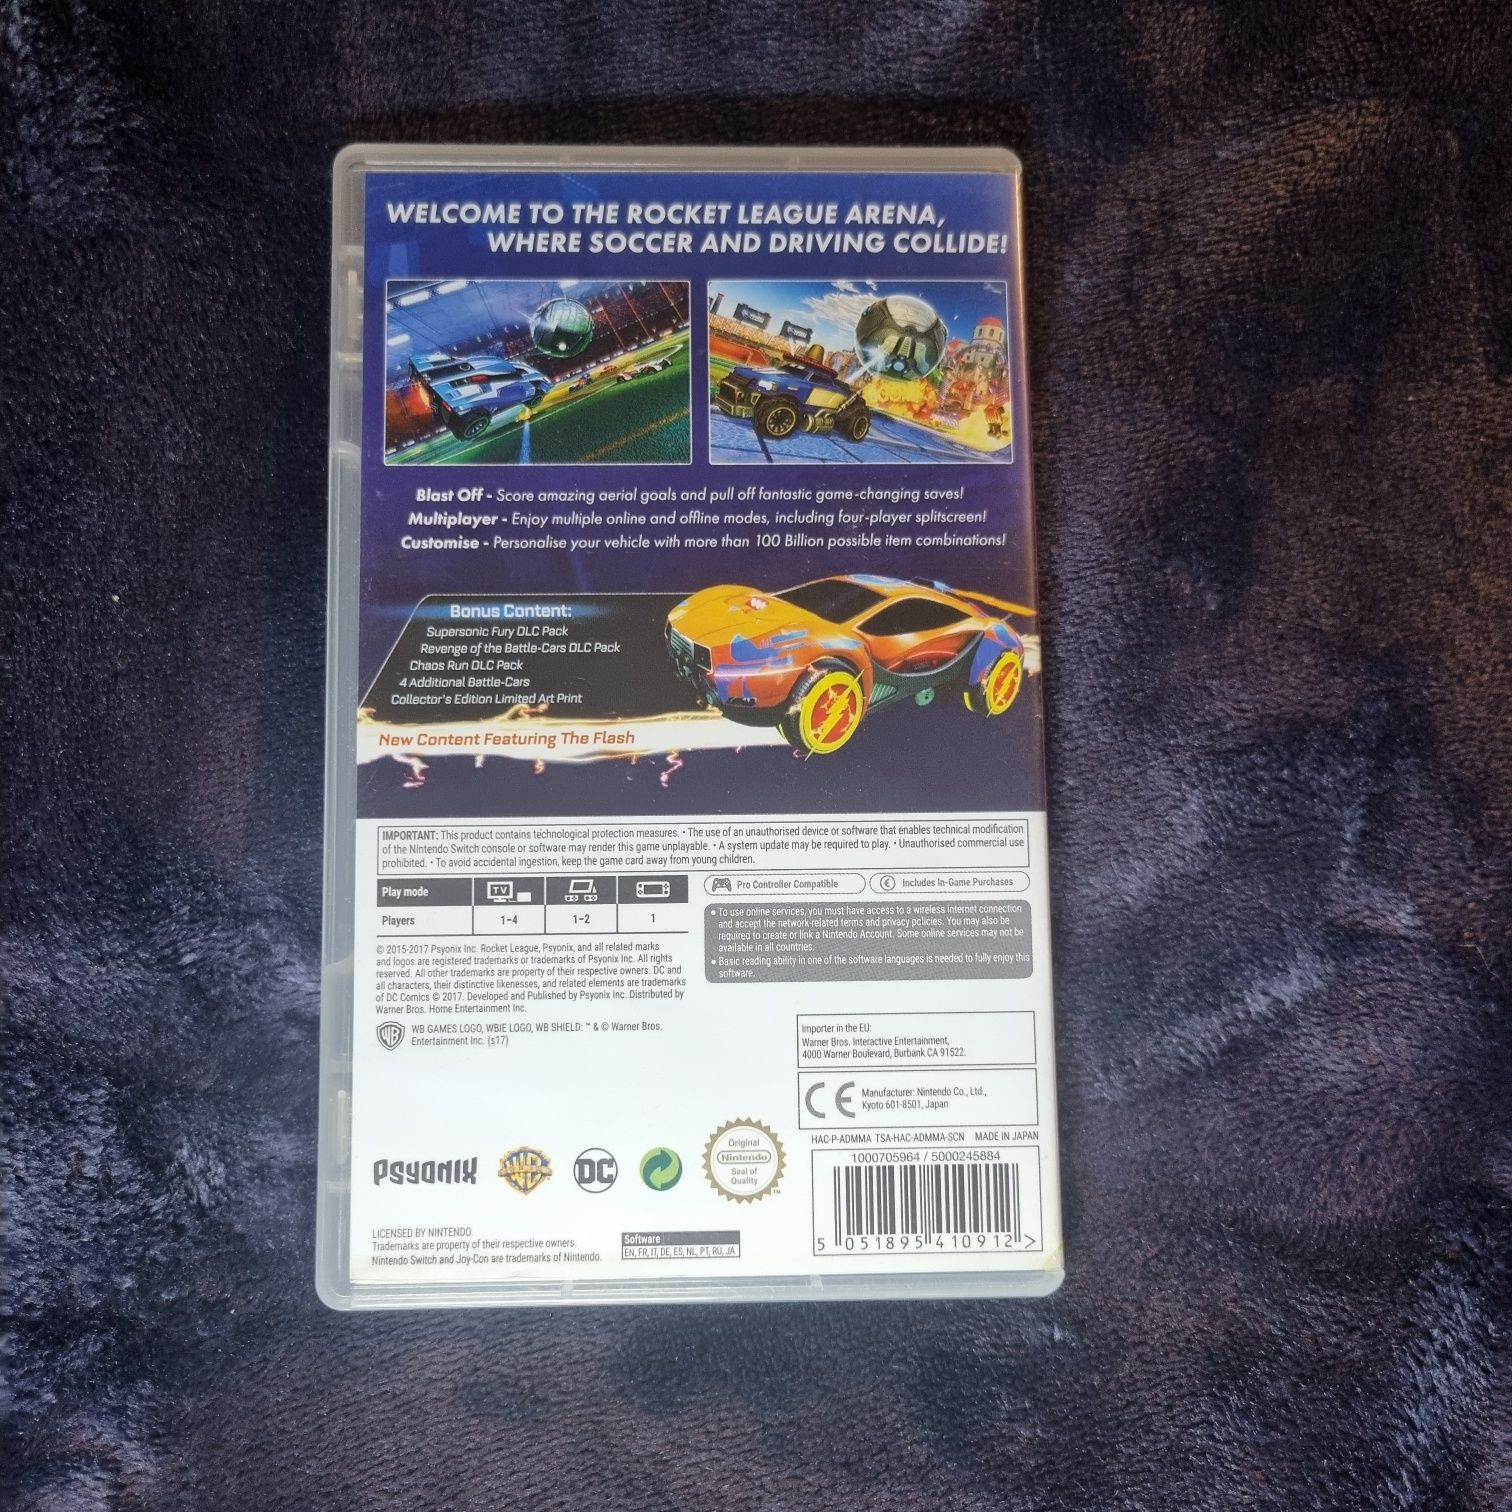 WELCOME TO THE ROCKET LEAGUE ARENA,
WHERE SOCCER AND DRIVING COLLIDE!
Blast Off - Score amazing aerial goals and pull off fantastic game-changing saves!
Multiplayer - Enjoy multiple online and offline modes, including four-player splitscreen!
Customise - Personalise your vehicle with more than 100 Billion possible item combinations!
Bonus Content:
Supersonic Fury DLC Pack
Revenge of the Battle-Cars DLC Pack
Chaos Run DLC Pack
4 Additional Battle-Cars
Collector's Edition Limited Art Print
New Content Featuring The Flash
IMPORTANT: This product contains technological protection measures. • The use of an unauthorised device or software that enables technical modification
of the Nintendo Switch console or software may render this game unplayable. • A system update may be required to play. • Unauthorised commercial use
prohibited. • To avoid accidental ingestion, keep the game card away from young children.
Play mode
TV
Players
1-4
1-2
1
Pro Controller Compatible
€ Includes In-Game Purchases
• To use online services, you must have access to a wireless internet connection
and accept the network-related terms and privacy policies. You may also be
required to create or link a Nintendo Account. Some online services may not be
available in all countries.
• Basic reading ability in one of the software languages is needed to fully enjoy this
software.
© 2015-2017 Psyonix Inc. Rocket League, Psyonix, and all related marks
and logos are registered trademarks or trademarks of Psyonix Inc. All rights
reserved. All other trademarks are property of their respective owners. DC and
all characters, their distinctive likenesses, and related elements are trademarks
of DC Comics © 2017. Developed and Published by Psyonix Inc. Distributed by
Warner Bros. Home Entertainment Inc.
WB
WB GAMES LOGO, WBIE LOGO, WB SHIELD: ™ & © Warner Bros.
Entertainment Inc. (s17)
Importer in the EU:
Warner Bros. Interactive Entertainment,
4000 Warner Boulevard, Burbank CA 91522.
CE
Manufacturer: Nintendo Co., Ltd.,
Kyoto 601-8501, Japan
HAC-P-ADMMA TSA-HAC-ADMMA-SCN MADE IN JAPAN
1000705964 / 5000245884
5 051895 410912 >
PSYONIX
DC
Original
Nintendo
Seal of
Quality
TM
LICENSED BY NINTENDO.
Trademarks are property of their respective owners.
Nintendo Switch and Joy-Con are trademarks of Nintendo.
Software
EN, FR, IT, DE, ES, NL, PT, RU, JA